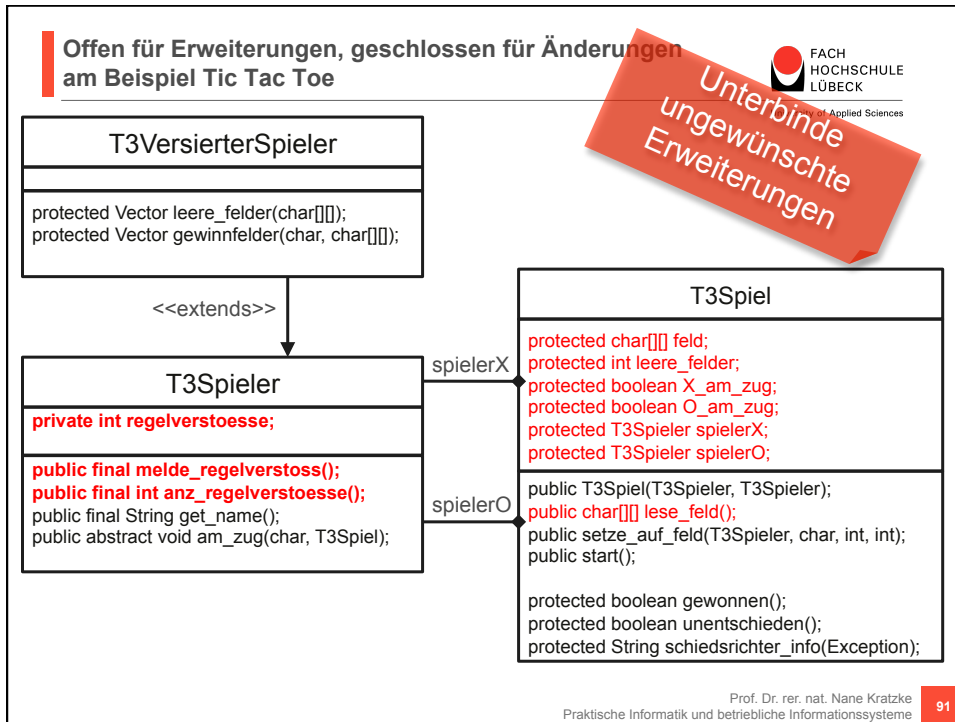 Offen für Erweiterungen, geschlossen für Änderungen
am Beispiel Tic Tac Toe
FACH
HOCHSCHULE
LÜBECK
of Applied Sciences
Unterbinde
ungewünschte
Erweiterungen
T3VersierterSpieler
protected Vector leere_felder(char[][]);
protected Vector gewinnfelder(char, char[][]);
<<extends>>
T3Spieler
private int regelverstoesse;
public final melde_regelverstoss();
public final int anz_regelverstoesse();
public final String get_name();
public abstract void am_zug(char, T3Spiel);
spielerX
spielerO
T3Spiel
protected char[][] feld;
protected int leere_felder;
protected boolean X_am_zug;
protected boolean O_am_zug;
protected T3Spieler spielerX;
protected T3Spieler spielerO;
public T3Spiel(T3Spieler, T3Spieler);
public char[][] lese_feld();
public setze_auf_feld(T3Spieler, char, int, int);
public start();
protected boolean gewonnen();
protected boolean unentschieden();
protected String schiedsrichter_info(Exception);
Prof. Dr. rer. nat. Nane Kratzke
Praktische Informatik und betriebliche Informationssysteme
91